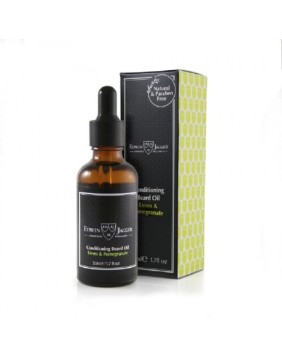 Natural
& Paraben
Free
EDWIN
JAGGER
Conditioning
Beard Oil
Limes &
Pomegranate
1.7fl oz
EDWIN
JAGGER
Conditioning Beard Oil
Limes & Pomegranate
50ml / 1.7fl oz